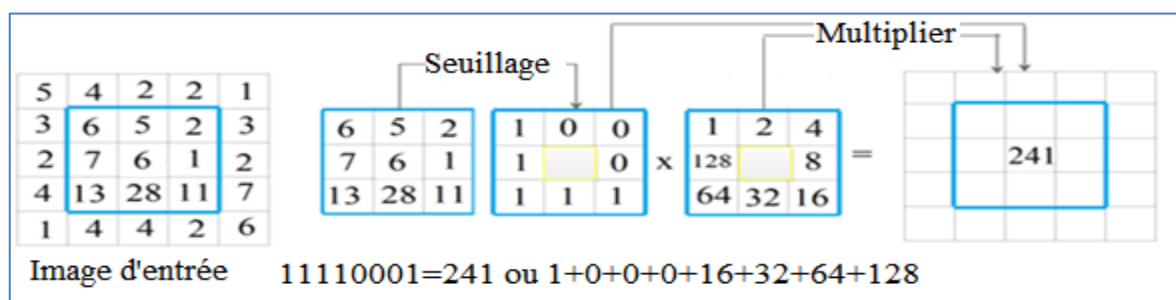 Multiplier
Seuillage
5 4 2 2 1
3 6 5 2 3
2 7 6 1 2
4 13 28 11 7
1 4 4 2 6
6 5 2
7 6 1
13 28 11
1 0 0
1 0
1 1 1
x
1 2 4
128 8
64 32 16
=
241
Image d'entrée
11110001=241 ou 1+0+0+0+16+32+64+128